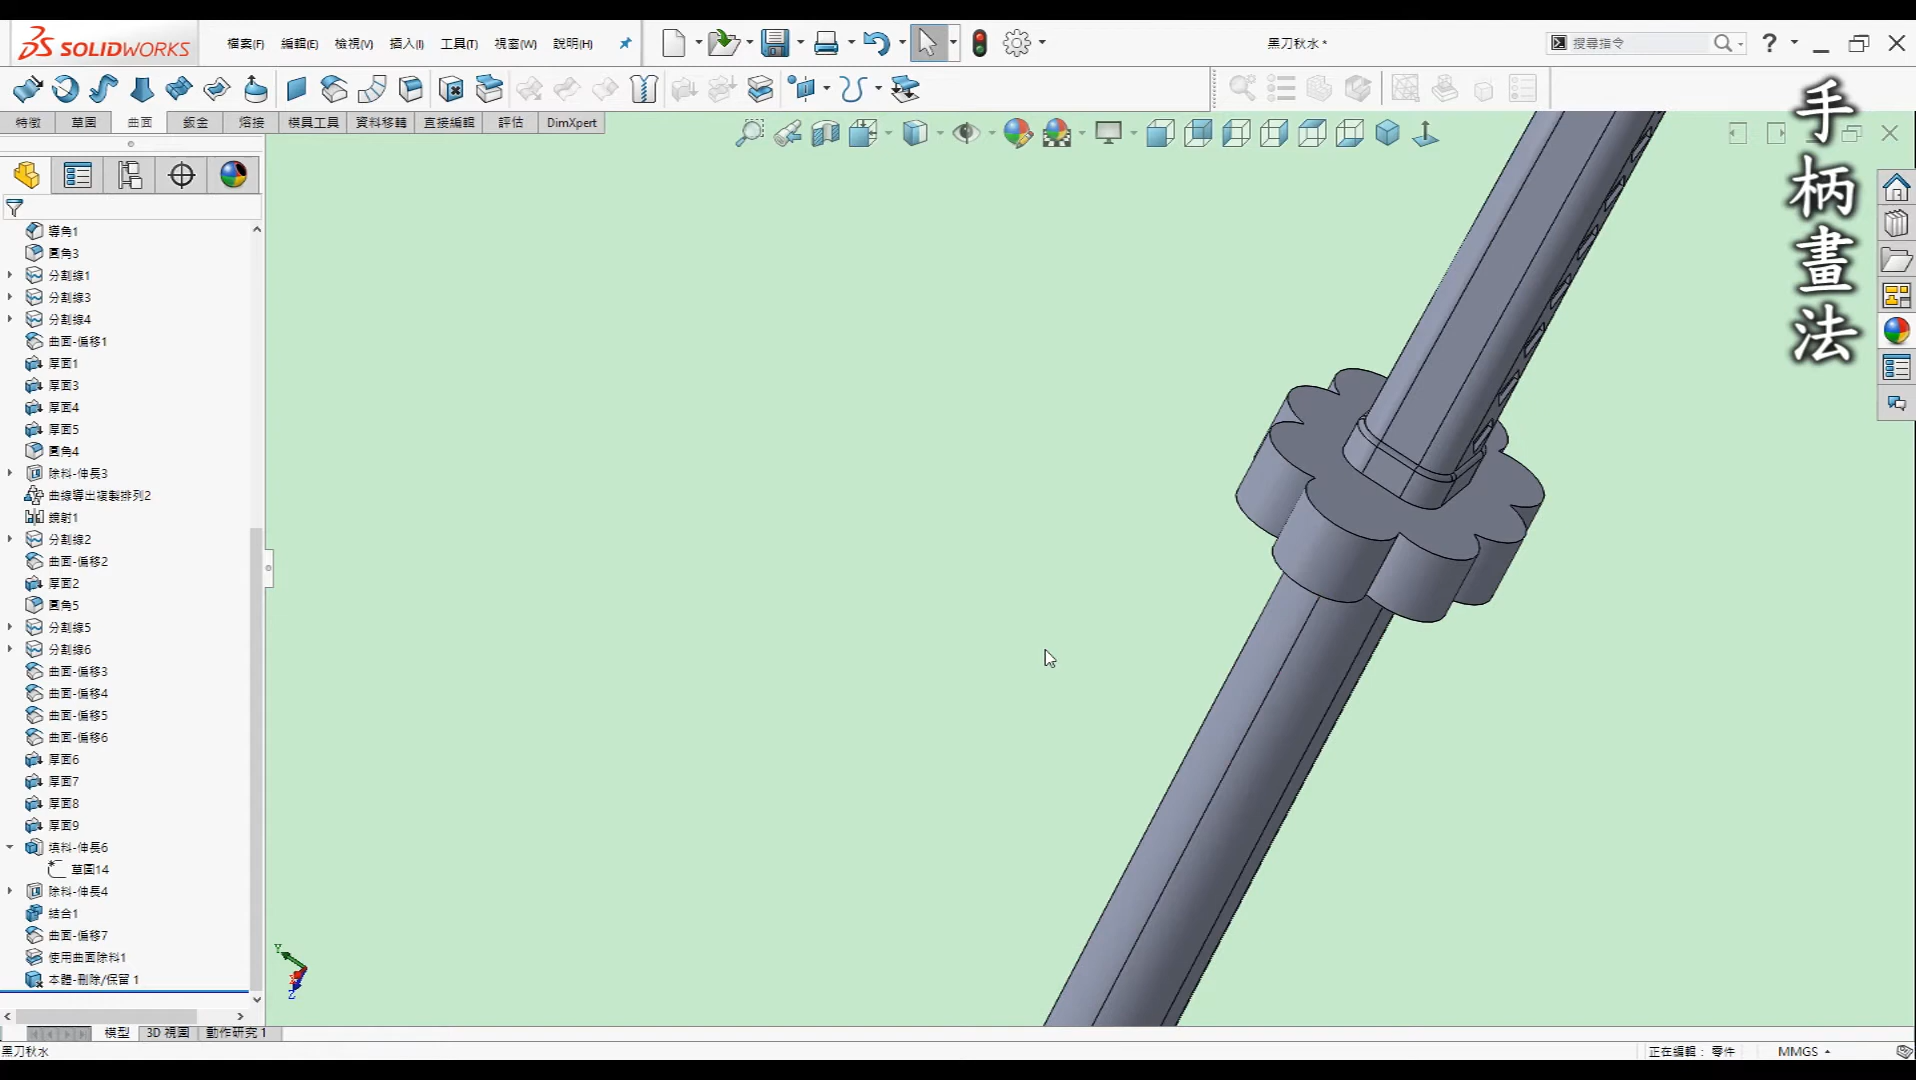 SOLIDWORKS
檔案(F) 編輯(E) 檢視(V) 插入(I) 工具(T) 視窗(W) 說明(H)
黑刀秋水 *
搜尋指令
特徵 草圖 曲面 鈑金 熔接 模具工具 資料移轉 直接編輯 評估 DimXpert
手柄畫法
導角1
圓角3
分割線1
分割線3
分割線4
曲面-偏移1
厚面1
厚面3
厚面4
厚面5
圓角4
除料-伸長3
曲線導出複製排列2
鏡射1
分割線2
曲面-偏移2
厚面2
圓角5
分割線5
分割線6
曲面-偏移3
曲面-偏移4
曲面-偏移5
曲面-偏移6
厚面6
厚面7
厚面8
厚面9
填料-伸長6
草圖14
除料-伸長4
結合1
曲面-偏移7
使用曲面除料1
本體-刪除/保留 1
Y
Z
模型 3D 視圖 動作研究 1
黑刀秋水
正在編輯： 零件 MMGS